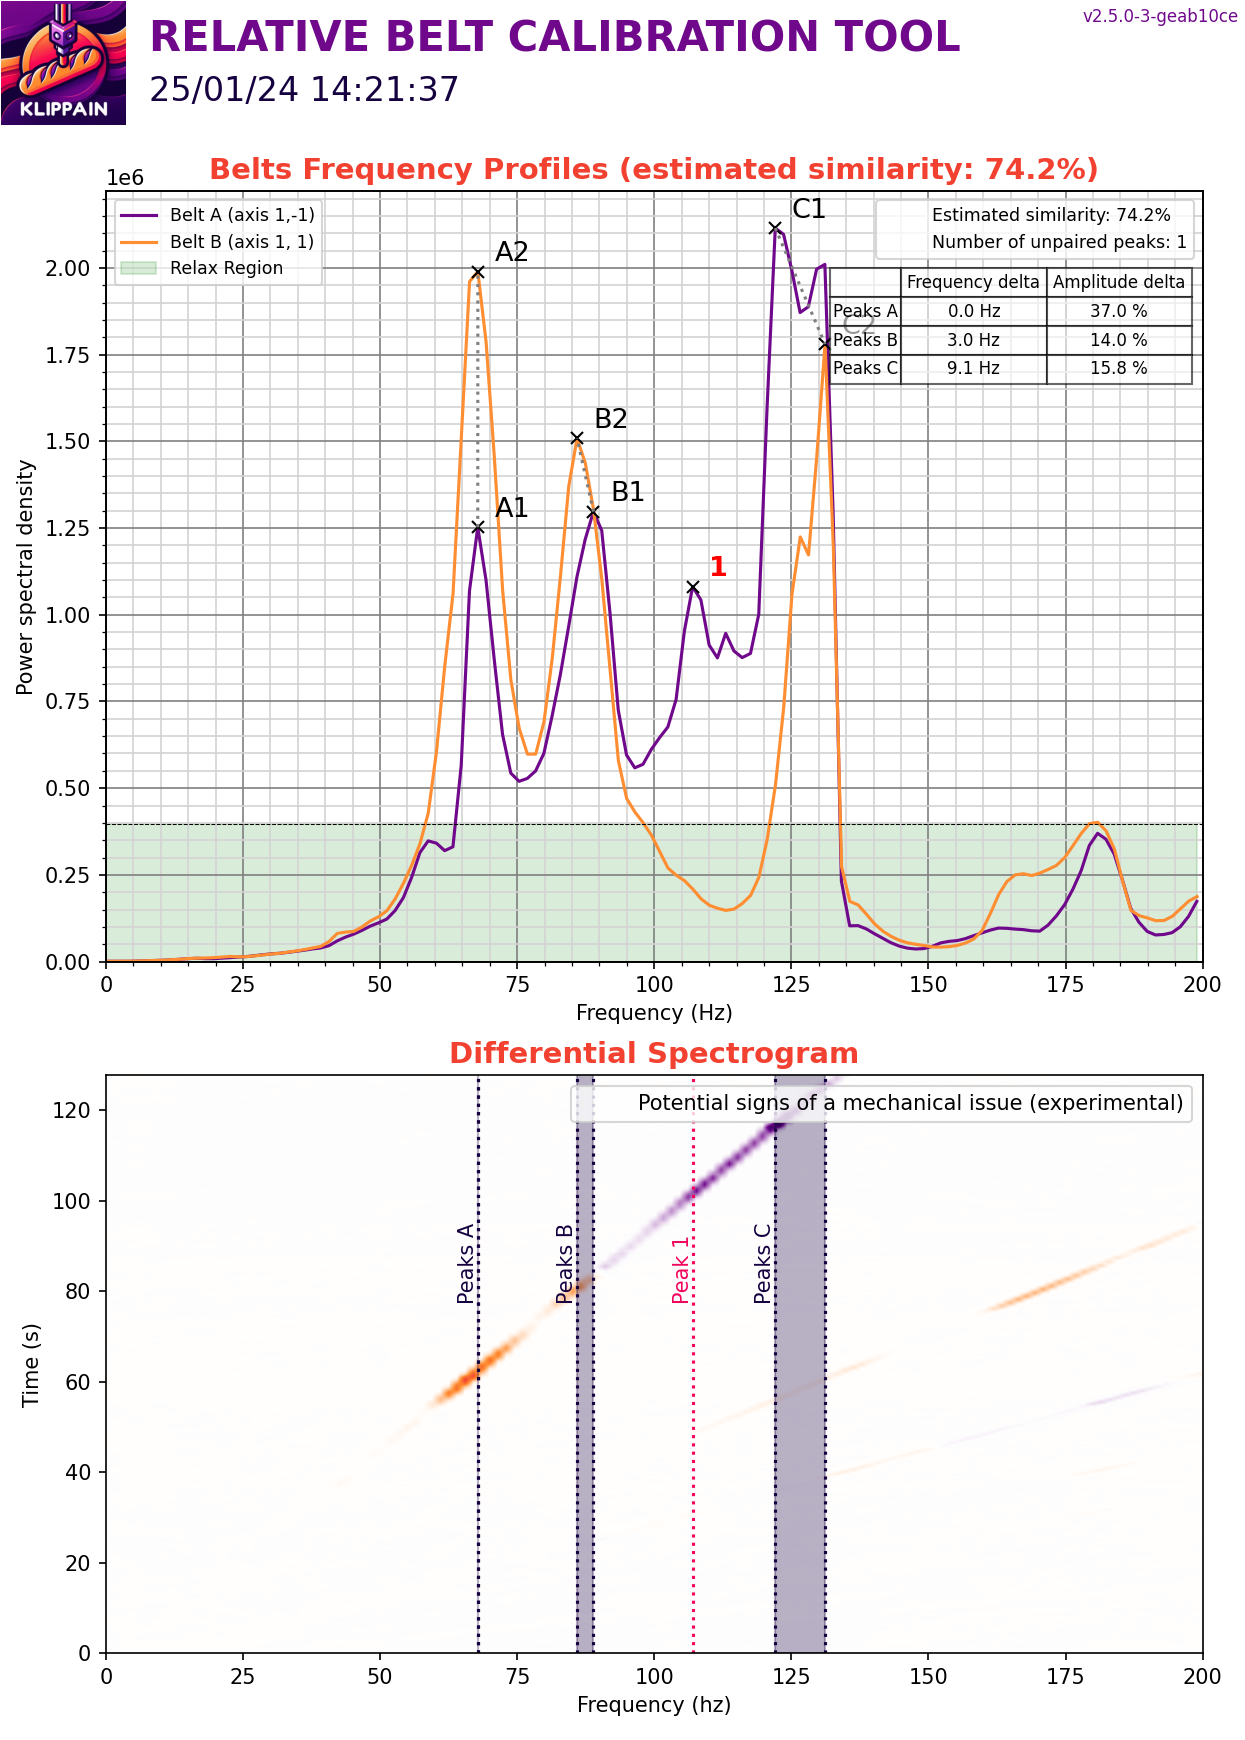 v2.5.0-3-geab10ce
RELATIVE BELT CALIBRATION TOOL
25/01/24 14:21:37
KLIPPAIN
Belts Frequency Profiles (estimated similarity: 74.2%)
1e6
Belt A (axis 1,-1)
Belt B (axis 1, 1)
Relax Region
Estimated similarity: 74.2%
Number of unpaired peaks: 1
Frequency delta Amplitude delta
Peaks A 0.0 Hz 37.0 %
Peaks B 3.0 Hz 14.0 %
Peaks C 9.1 Hz 15.8 %
C1
A2
C2
B2
B1
A1
1
Power spectral density
2.00
1.75
1.50
1.25
1.00
0.75
0.50
0.25
0.00
0 25 50 75 100 125 150 175 200
Frequency (Hz)
Differential Spectrogram
Potential signs of a mechanical issue (experimental)
Peaks A
Peaks B
Peak 1
Peaks C
Time (s)
120
100
80
60
40
20
0
0 25 50 75 100 125 150 175 200
Frequency (hz)